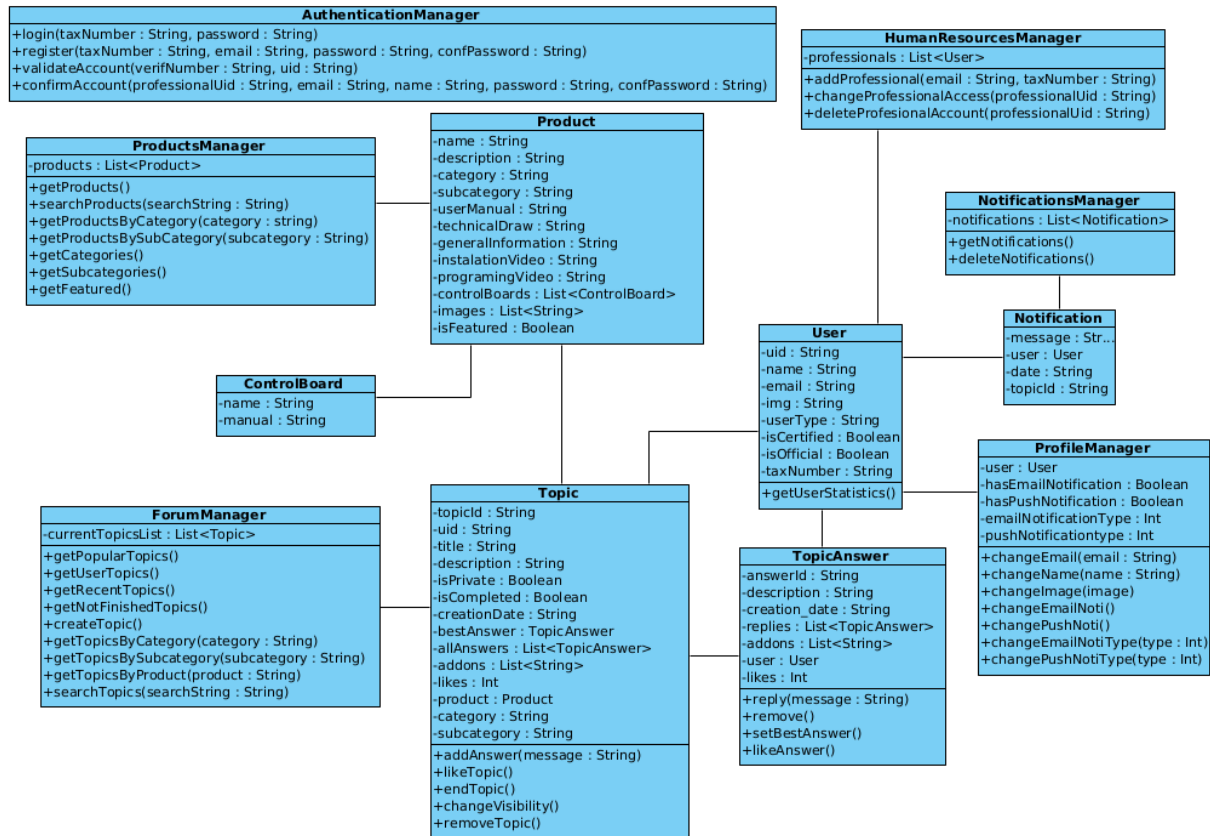 AuthenticationManager
+login(taxNumber : String, password : String)
+register(taxNumber : String, email : String, password : String, confPassword : String)
+validateAccount(verifNumber : String, uid : String)
+confirmAccount(professionalUid : String, email : String, name : String, password : String, confPassword : String)
HumanResourcesManager
-professionals : List<User>
+addProfessional(email : String, taxNumber : String)
+changeProfessionalAccess(professionalUid : String)
+deleteProfesionalAccount(professionalUid : String)
Product
-name : String
-description : String
-category : String
-subcategory : String
-userManual : String
-technicalDraw : String
-generalInformation : String
-instalationVideo : String
-programingVideo : String
-controlBoards : List<ControlBoard>
-images : List<String>
-isFeatured : Boolean
ProductsManager
-products : List<Product>
+getProducts()
+searchProducts(searchString : String)
+getProductsByCategory(category : string)
+getProductsBySubCategory(subcategory : String)
+getCategories()
+getSubcategories()
+getFeatured()
NotificationsManager
-notifications : List<Notification>
+getNotifications()
+deleteNotifications()
Notification
-message : Str...
-user : User
-date : String
-topicId : String
User
-uid : String
-name : String
-email : String
-img : String
-userType : String
-isCertified : Boolean
-isOfficial : Boolean
-taxNumber : String
+getUserStatistics()
ControlBoard
-name : String
-manual : String
ProfileManager
-user : User
-hasEmailNotification : Boolean
-hasPushNotification : Boolean
-emailNotificationType : Int
-pushNotificationtype : Int
+changeEmail(email : String)
+changeName(name : String)
+changeImage(image)
+changeEmailNoti()
+changePushNoti()
+changeEmailNotiType(type : Int)
+changePushNotiType(type : Int)
Topic
-topicId : String
-uid : String
-title : String
-description : String
-isPrivate : Boolean
-isCompleted : Boolean
-creationDate : String
-bestAnswer : TopicAnswer
-allAnswers : List<TopicAnswer>
-addons : List<String>
-likes : Int
-product : Product
-category : String
-subcategory : String
+addAnswer(message : String)
+likeTopic()
+endTopic()
+changeVisibility()
+removeTopic()
ForumManager
-currentTopicsList : List<Topic>
+getPopularTopics()
+getUserTopics()
+getRecentTopics()
+getNotFinishedTopics()
+createTopic()
+getTopicsByCategory(category : String)
+getTopicsBySubcategory(subcategory : String)
+getTopicsByProduct(product : String)
+searchTopics(searchString : String)
TopicAnswer
-answerId : String
-description : String
-creation_date : String
-replies : List<TopicAnswer>
-addons : List<String>
-user : User
-likes : Int
+reply(message : String)
+remove()
+setBestAnswer()
+likeAnswer()